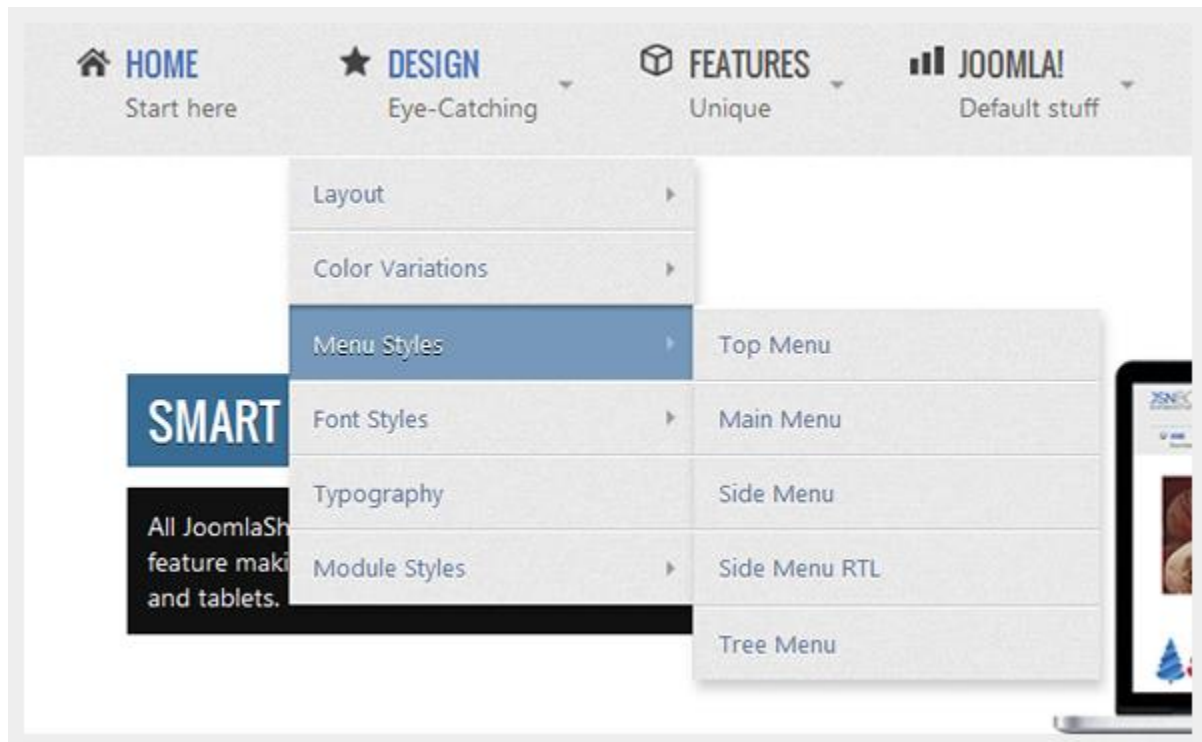 HOME
Start here
DESIGN
Eye-Catching
FEATURES
Unique
JOOMLA!
Default stuff
Layout
Color Variations
Menu Styles
Font Styles
Typography
Module Styles
Top Menu
Main Menu
Side Menu
Side Menu RTL
Tree Menu
SMART
All JoomlaSh
feature maki
and tablets.
JSN